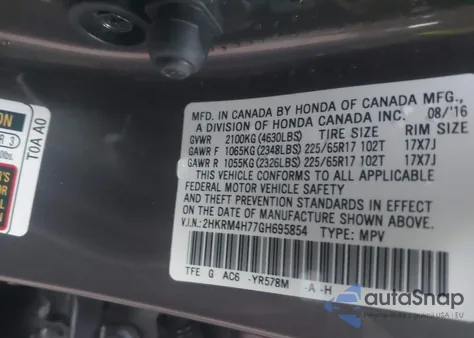 MFD. IN CANADA BY HONDA OF CANADA MFG.,
A DIVISION OF HONDA CANADA INC. 08/'16
GVWR 2100KG (4630LBS) TIRE SIZE RIM SIZE
GAWR F 1065KG (2348LBS) 225/65R17 102T 17X7J
GAWR R 1055KG (2326LBS) 225/65R17 102T 17X7J
THIS VEHICLE CONFORMS TO ALL APPLICABLE
FEDERAL MOTOR VEHICLE SAFETY
AND THEFT PREVENTION STANDARDS IN EFFECT
ON THE DATE OF MANUFACTURE SHOWN ABOVE.
V.I.N.: 2HKRM4H77GH695854 TYPE: MPV
TFE G AC6 -YR578M -A -H
T0A A0
ON
R 3
autoSnap